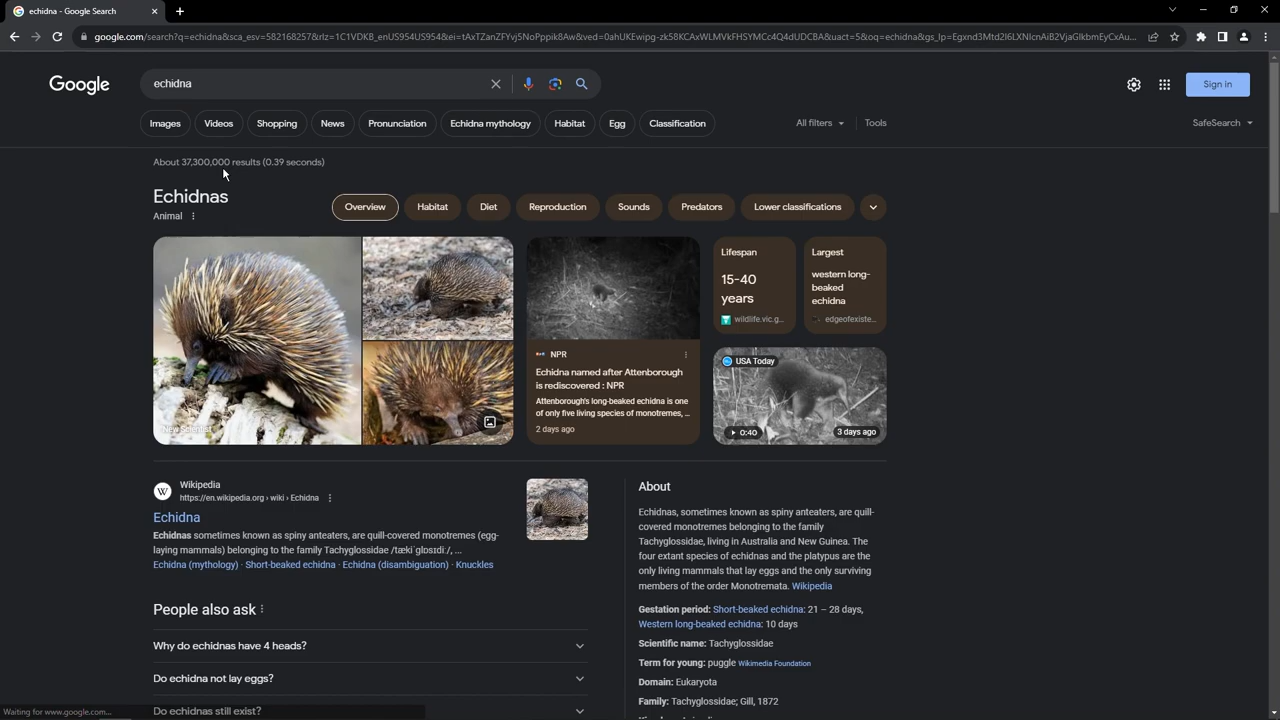 echidna - Google Search
google.com/search?q=echidna&sca_esv=582168257&rlz=1C1VDKB_enUS954US954&ei=tAxTZanZFYvj5NoPppik8Aw&ved=0ahUKEwipg-zk58KCAxWLMVkFHSYMCc4Q4dUDCBA&uact=5&oq=echidna&gs_lp=Egxnd3Mtd2l6LXNlcnAiB2VjaGlkbmEyCxAu...
Google
echidna
Sign in
Images
Videos
Shopping
News
Pronunciation
Echidna mythology
Habitat
Egg
Classification
All filters
Tools
SafeSearch
About 37,300,000 results (0.39 seconds)
Echidnas
Animal
Overview
Habitat
Diet
Reproduction
Sounds
Predators
Lower classifications
New Scientist
NPR
Echidna named after Attenborough
is rediscovered : NPR
Attenborough's long-beaked echidna is one
of only five living species of monotremes, ...
2 days ago
Lifespan
15-40
years
wildlife.vic.g...
Largest
western long-
beaked
echidna
edgeofexiste...
USA Today
0:40
3 days ago
Wikipedia
https://en.wikipedia.org › wiki › Echidna
Echidna
Echidnas sometimes known as spiny anteaters, are quill-covered monotremes (egg-
laying mammals) belonging to the family Tachyglossidae /tækiˈɡlɒsɪdiː/, ...
Echidna (mythology) · Short-beaked echidna · Echidna (disambiguation) · Knuckles
People also ask
Why do echidnas have 4 heads?
Do echidna not lay eggs?
Do echidnas still exist?
About
Echidnas, sometimes known as spiny anteaters, are quill-
covered monotremes belonging to the family
Tachyglossidae, living in Australia and New Guinea. The
four extant species of echidnas and the platypus are the
only living mammals that lay eggs and the only surviving
members of the order Monotremata. Wikipedia
Gestation period: Short-beaked echidna: 21 – 28 days,
Western long-beaked echidna: 10 days
Scientific name: Tachyglossidae
Term for young: puggle Wikimedia Foundation
Domain: Eukaryota
Family: Tachyglossidae; Gill, 1872
Waiting for www.google.com...